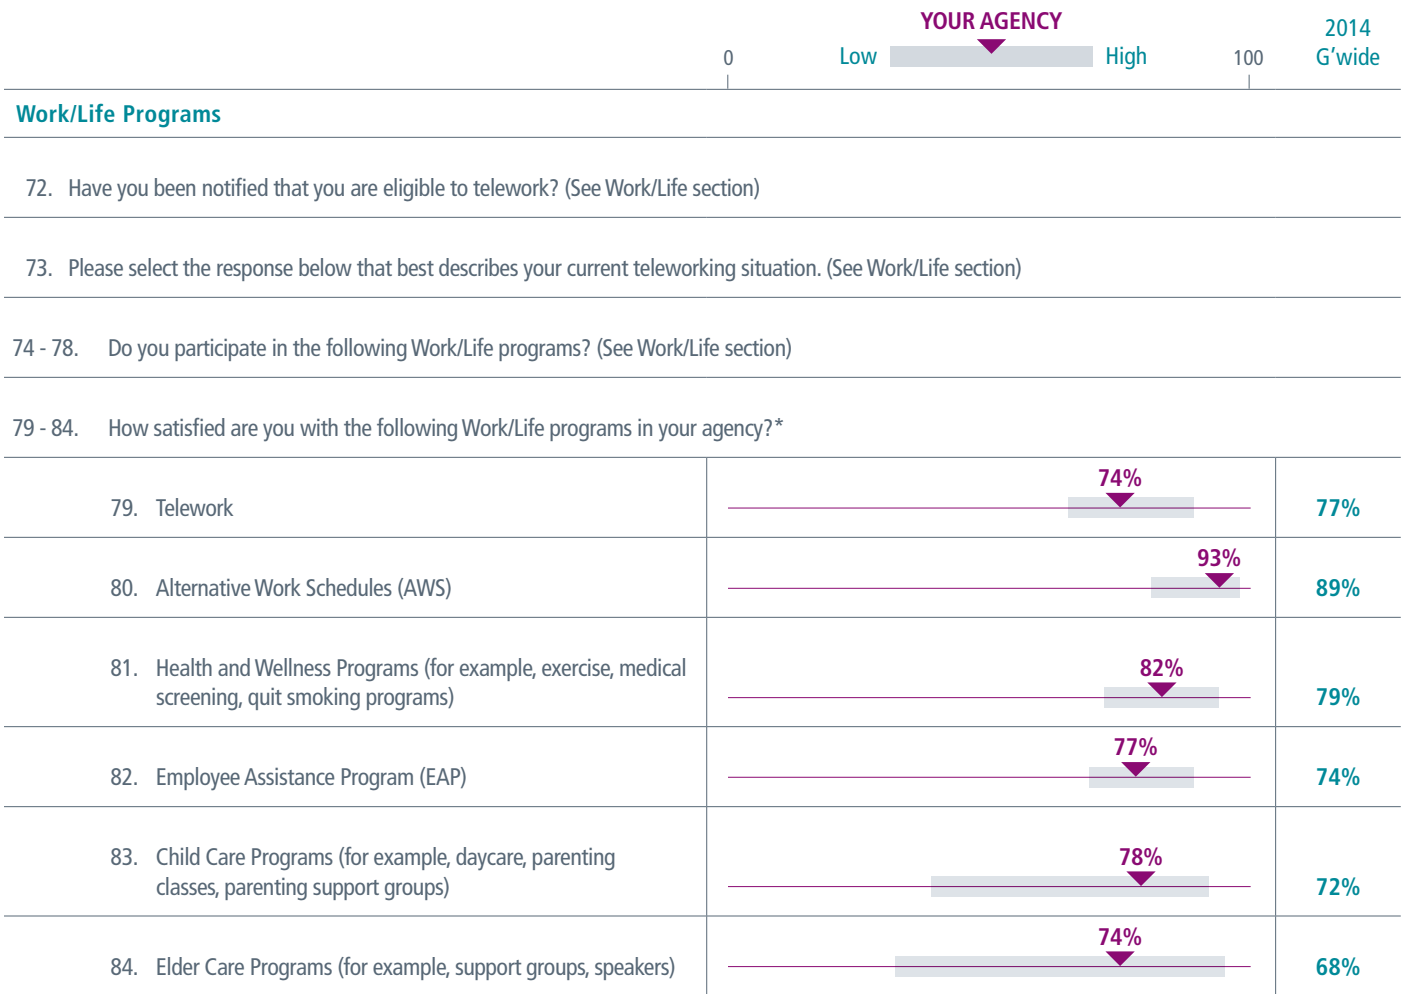 YOUR AGENCY
2014
0 Low High 100 G’wide
Work/Life Programs
72. Have you been notified that you are eligible to telework? (See Work/Life section)
73. Please select the response below that best describes your current teleworking situation. (See Work/Life section)
74 - 78. Do you participate in the following Work/Life programs? (See Work/Life section)
79 - 84. How satisfied are you with the following Work/Life programs in your agency?*
74%
79. Telework 77%
93%
80. Alternative Work Schedules (AWS) 89%
81. Health and Wellness Programs (for example, exercise, medical 82%
screening, quit smoking programs) 79%
77%
82. Employee Assistance Program (EAP) 74%
83. Child Care Programs (for example, daycare, parenting 78%
classes, parenting support groups) 72%
74%
84. Elder Care Programs (for example, support groups, speakers) 68%